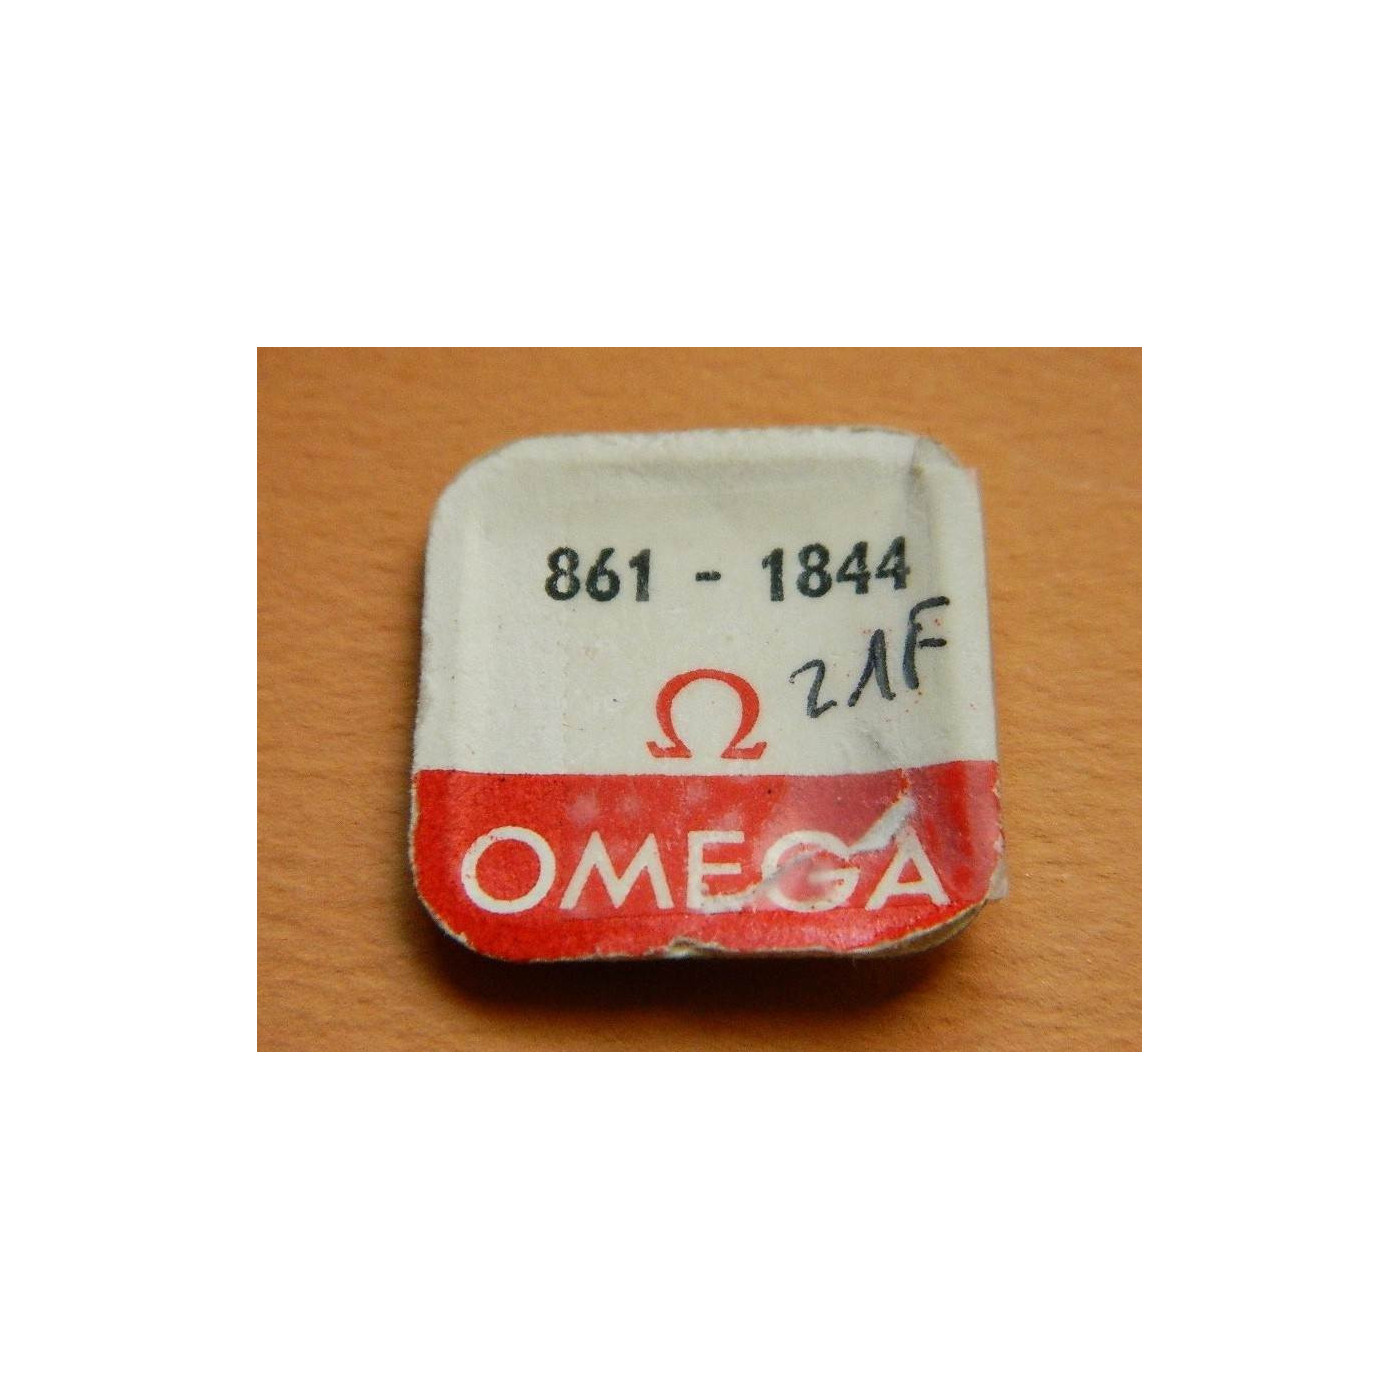 861 - 1844
21F
Ω
OMEGA